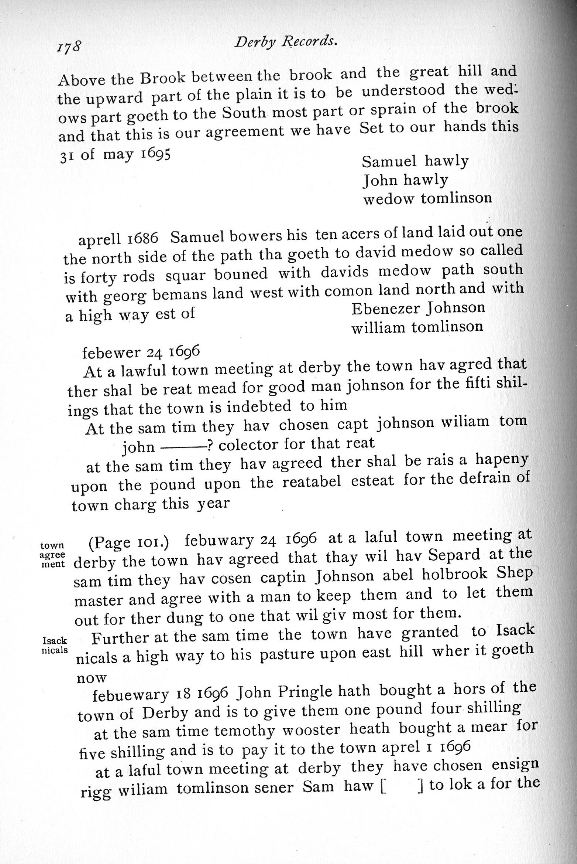 178 Derby Records.
Above the Brook between the brook and the great hill and
the upward part of the plain it is to be understood the wed-
ows part goeth to the South most part or sprain of the brook
and that this is our agreement we have Set to our hands this
31 of may 1695
Samuel hawly
John hawly
wedow tomlinson
aprell 1686 Samuel bowers his ten acers of land laid out one
the north side of the path tha goeth to david medow so called
is forty rods squar bouned with davids medow path south
with georg bemans land west with comon land north and with
a high way est of
Ebenezer Johnson
william tomlinson
febewer 24 1696
At a lawful town meeting at derby the town hav agred that
ther shal be reat mead for good man johnson for the fifti shil-
ings that the town is indebted to him
At the sam tim they hav chosen capt johnson wiliam tom
john ———? colector for that reat
at the sam tim they hav agreed ther shal be rais a hapeny
upon the pound upon the reatabel esteat for the defrain of
town charg this year
town
agree
ment
(Page 101.) febuwary 24 1696 at a laful town meeting at
derby the town hav agreed that thay wil hav Separd at the
sam tim they hav cosen captin Johnson abel holbrook Shep
master and agree with a man to keep them and to let them
out for ther dung to one that wil giv most for them.
Isack
nicals
Further at the sam time the town have granted to Isack
nicals a high way to his pasture upon east hill wher it goeth
now
febuewary 18 1696 John Pringle hath bought a hors of the
town of Derby and is to give them one pound four shilling
at the sam time temothy wooster heath bought a mear for
five shilling and is to pay it to the town aprel 1 1696
at a laful town meeting at derby they have chosen ensign
rigg wiliam tomlinson sener Sam haw [ ] to lok a for the